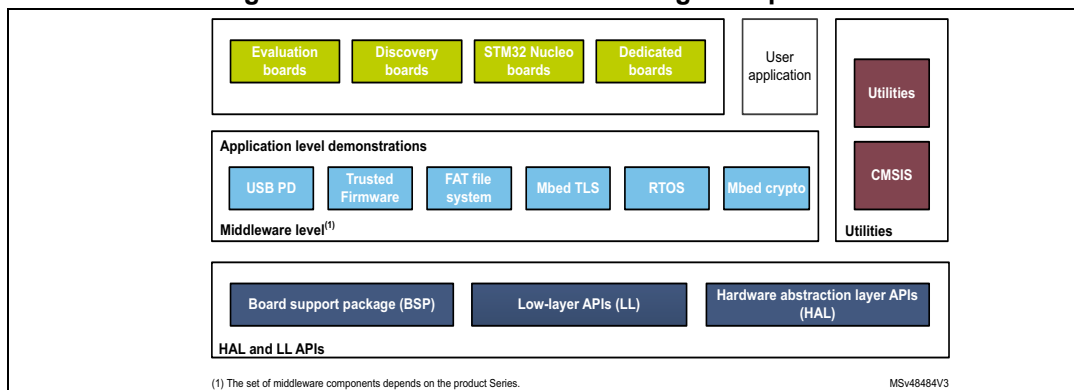 Evaluation
boards
Discovery
boards
STM32 Nucleo
boards
Dedicated
boards
User
application
Utilities
CMSIS
Utilities
Application level demonstrations
USB PD
Trusted
Firmware
FAT file
system
Mbed TLS
RTOS
Mbed crypto
Middleware level(1)
Board support package (BSP)
Low-layer APIs (LL)
Hardware abstraction layer APIs
(HAL)
HAL and LL APIs
(1) The set of middleware components depends on the product Series.
MSv48484V3